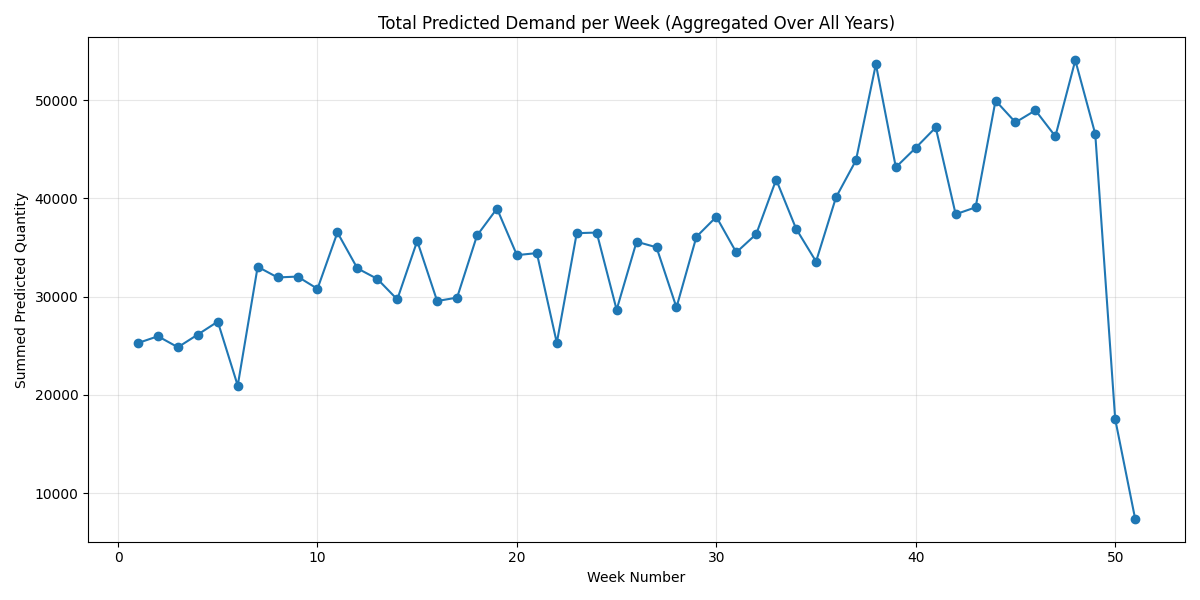 Total Predicted Demand per Week (Aggregated Over All Years)
Summed Predicted Quantity
50000
40000
30000
20000
10000
0 10 20 30 40 50
Week Number